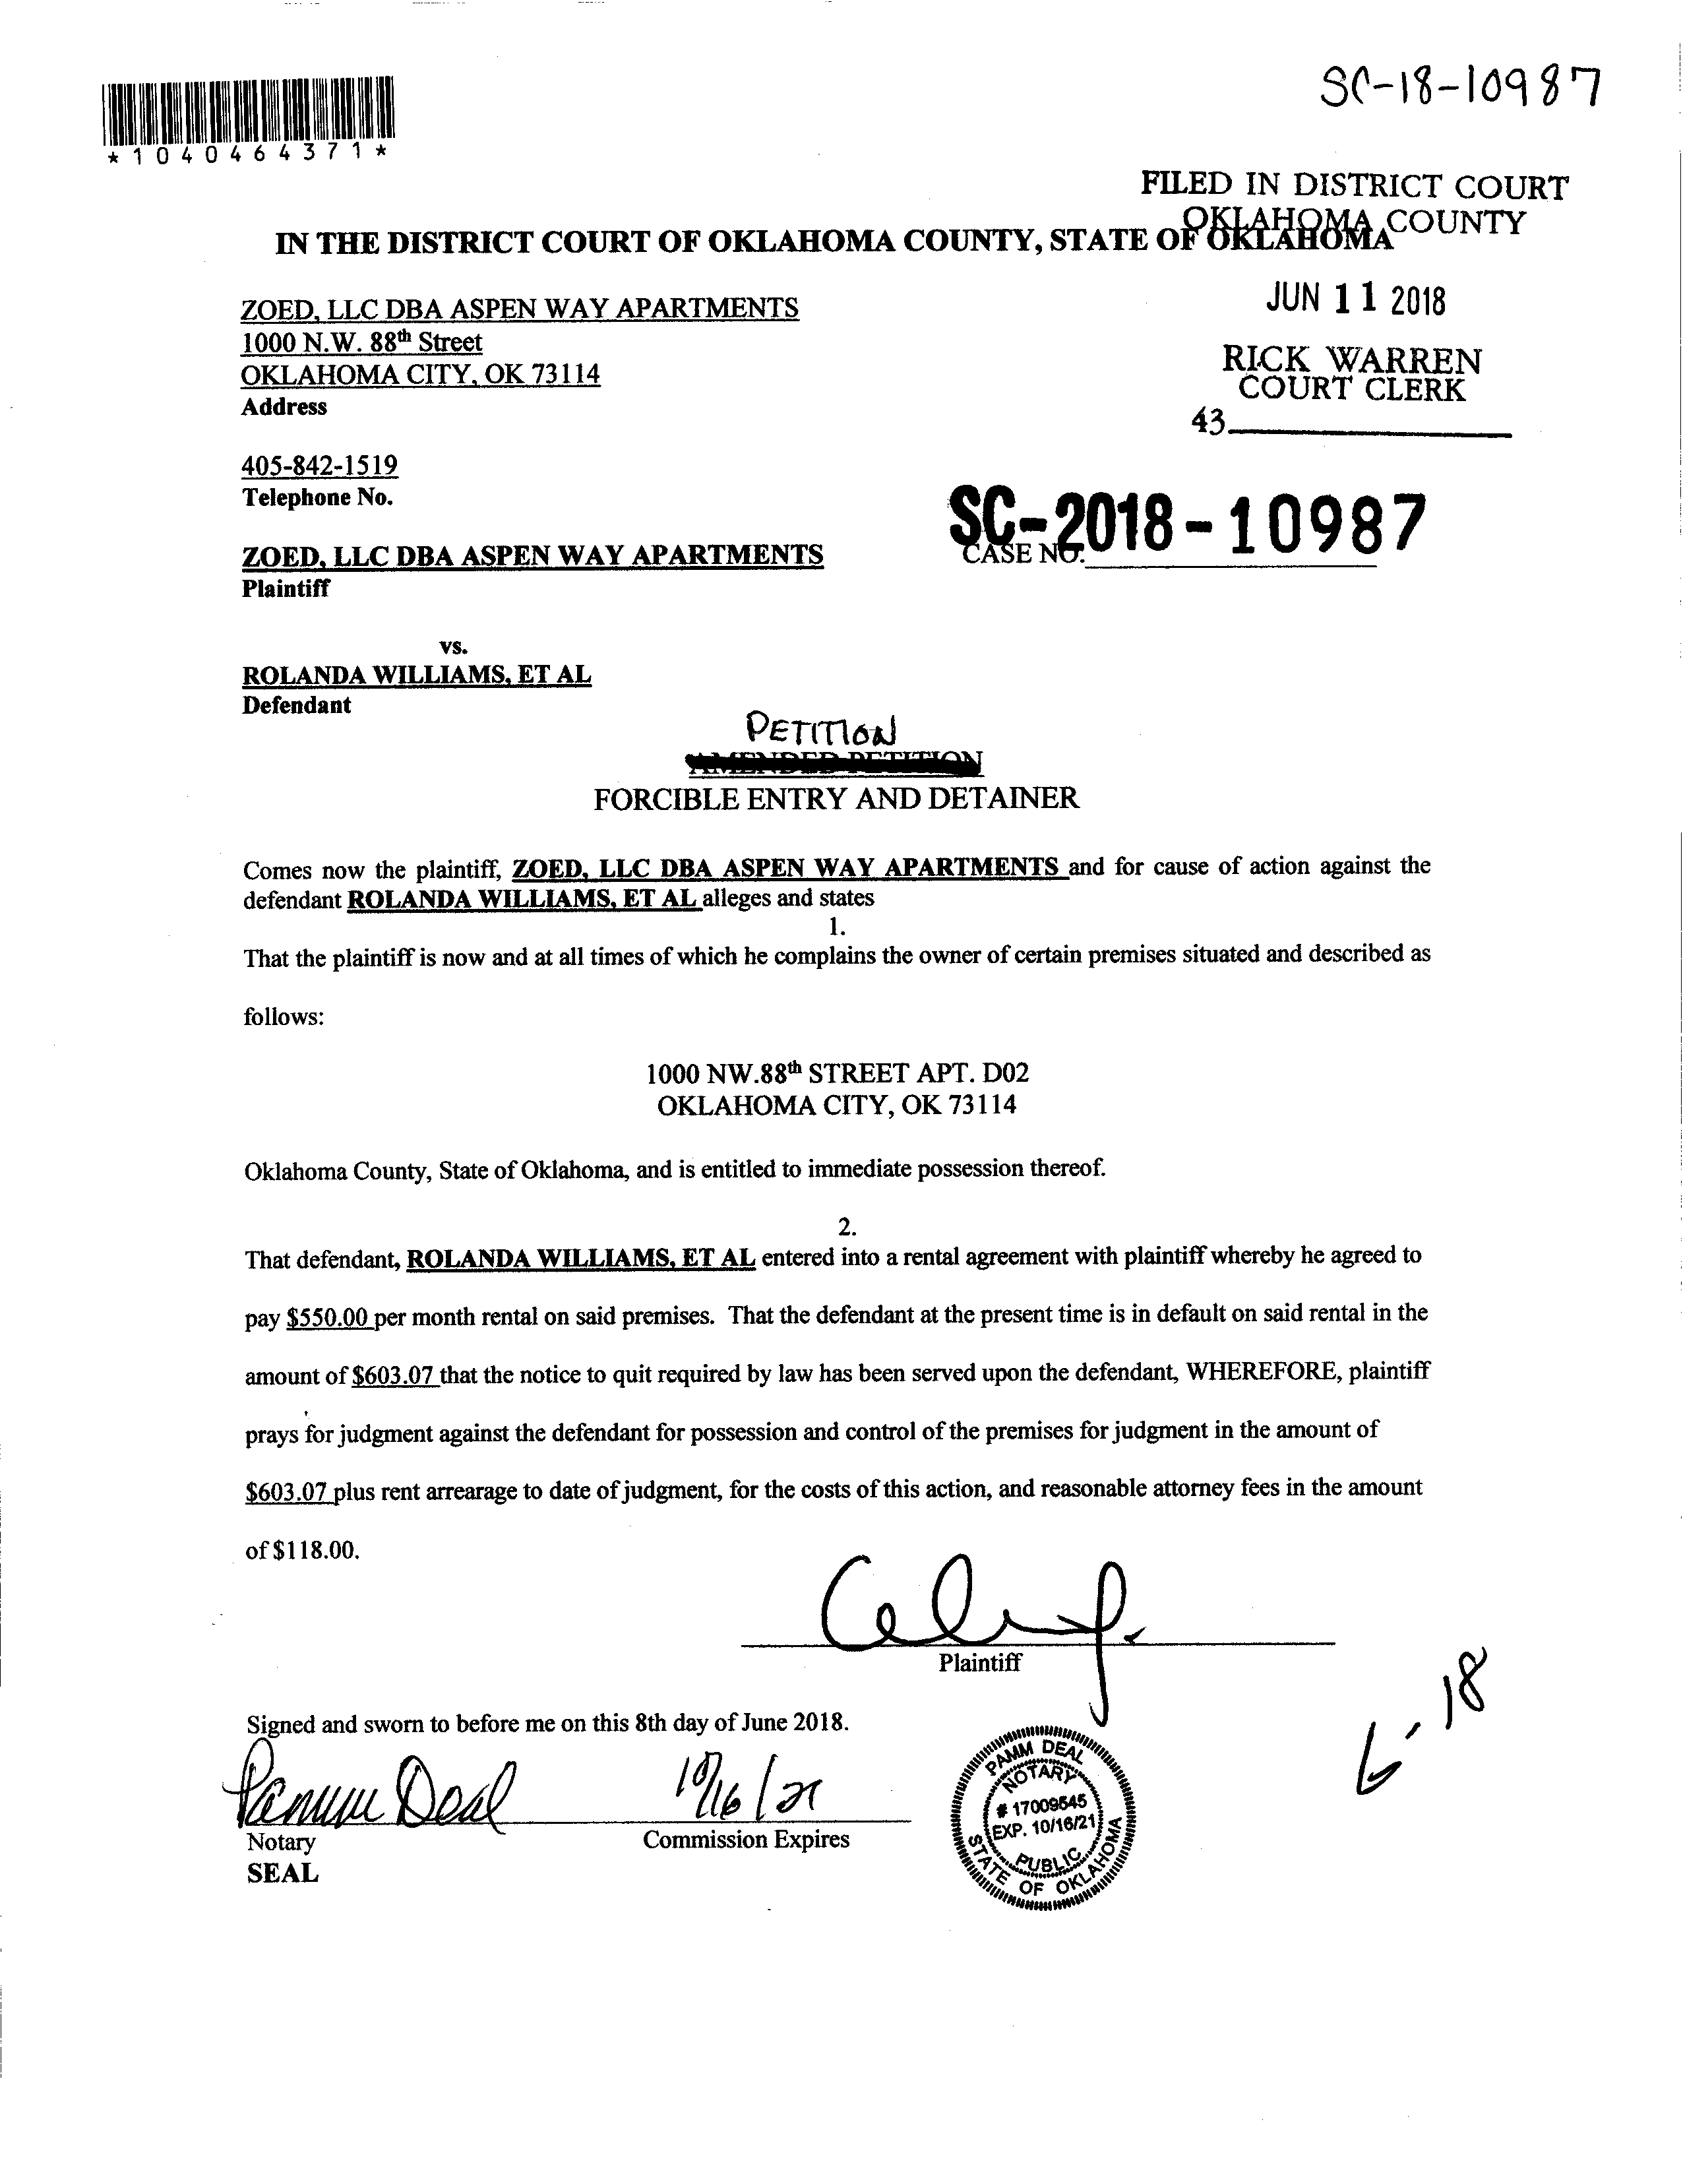 SC-18-10987
*1040464371*
FILED IN DISTRICT COURT
OKLAHOMA COUNTY
IN THE DISTRICT COURT OF OKLAHOMA COUNTY, STATE OF OKLAHOMA
JUN 11 2018
ZOED, LLC DBA ASPEN WAY APARTMENTS
1000 N.W. 88th Street
RICK WARREN
OKLAHOMA CITY, OK 73114
COURT CLERK
Address
43
405-842-1519
Telephone No.
SC-2018-10987
CASE NO.
ZOED, LLC DBA ASPEN WAY APARTMENTS
Plaintiff
vs.
ROLANDA WILLIAMS, ET AL
Defendant
PETITION
AMENDED PETITION
FORCIBLE ENTRY AND DETAINER
Comes now the plaintiff, ZOED, LLC DBA ASPEN WAY APARTMENTS and for cause of action against the
defendant ROLANDA WILLIAMS, ET AL alleges and states
1.
That the plaintiff is now and at all times of which he complains the owner of certain premises situated and described as
follows:
1000 NW.88th STREET APT. D02
OKLAHOMA CITY, OK 73114
Oklahoma County, State of Oklahoma, and is entitled to immediate possession thereof.
2.
That defendant, ROLANDA WILLIAMS, ET AL entered into a rental agreement with plaintiff whereby he agreed to
pay $550.00 per month rental on said premises. That the defendant at the present time is in default on said rental in the
amount of $603.07 that the notice to quit required by law has been served upon the defendant, WHEREFORE, plaintiff
prays for judgment against the defendant for possession and control of the premises for judgment in the amount of
$603.07 plus rent arrearage to date of judgment, for the costs of this action, and reasonable attorney fees in the amount
of $118.00.
Plaintiff
Signed and sworn to before me on this 8th day of June 2018.
Pamm Deal 10/16/21
Notary Commission Expires
SEAL
PAMM DEAL
NOTARY
# 17009545
EXP. 10/16/21
PUBLIC
STATE OF OKLAHOMA